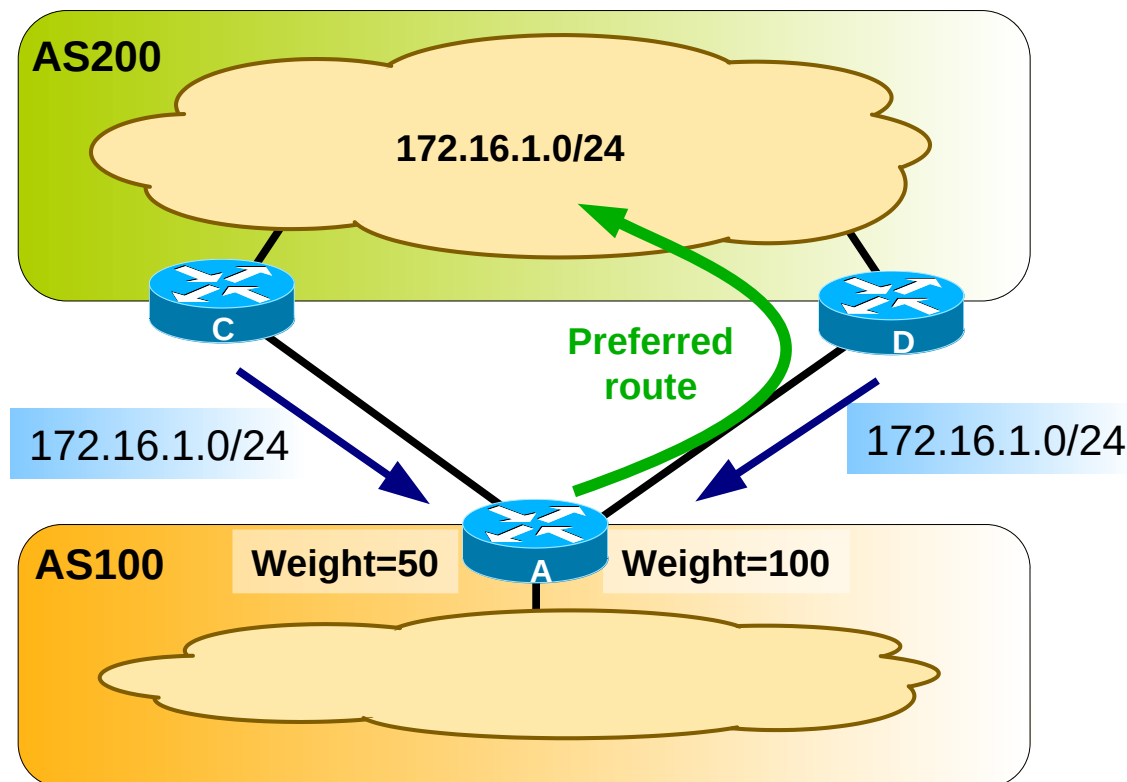 AS200
172.16.1.0/24
C
D
Preferred
route
172.16.1.0/24
172.16.1.0/24
AS100
Weight=50
A
Weight=100